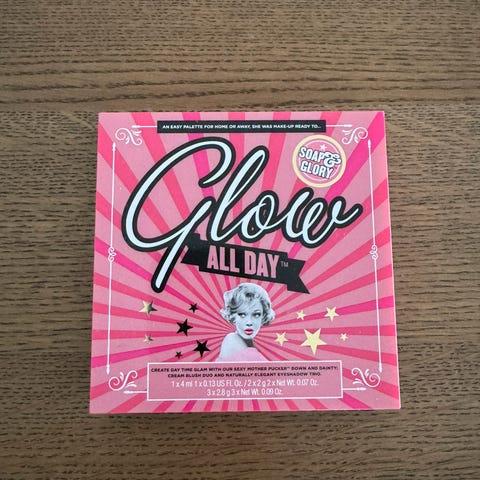 AN EASY PALETTE FOR HOME OR AWAY, SHE WAS MAKE-UP READY TO...
SOAP &
GLORY
Glow
ALL DAY™
CREATE DAY TIME GLAM WITH OUR SEXY MOTHER PUCKER™ DOWN AND DAINTY:
CREAM BLUSH DUO AND NATURALLY ELEGANT EYESHADOW TRIO.
1 x 4 ml 1 x 0.13 US Fl. Oz. / 2 x 2 g 2 x Net Wt. 0.07 Oz.
3 x 2.8 g 3 x Net Wt. 0.09 Oz.